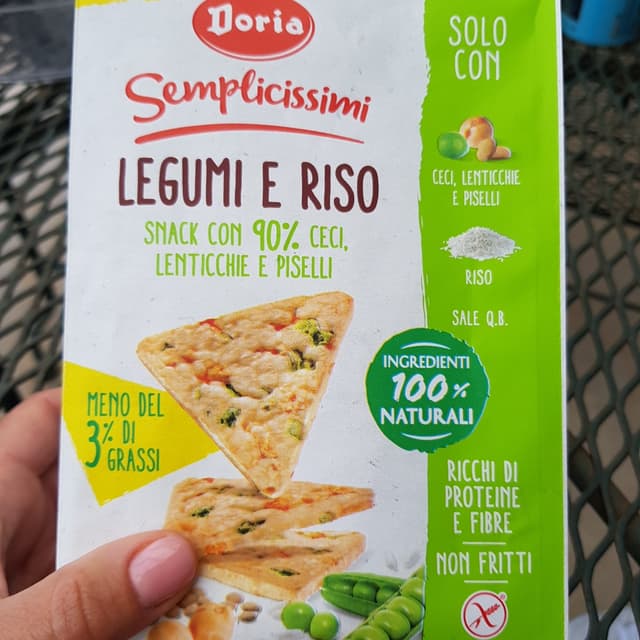 Doria
Semplicissimi
LEGUMI E RISO
SNACK CON 90% CECI,
LENTICCHIE E PISELLI
MENO DEL
3% DI
GRASSI
INGREDIENTI
100%
NATURALI
SOLO
CON
CECI, LENTICCHIE
E PISELLI
RISO
SALE Q.B.
RICCHI DI
PROTEINE
E FIBRE
NON FRITTI